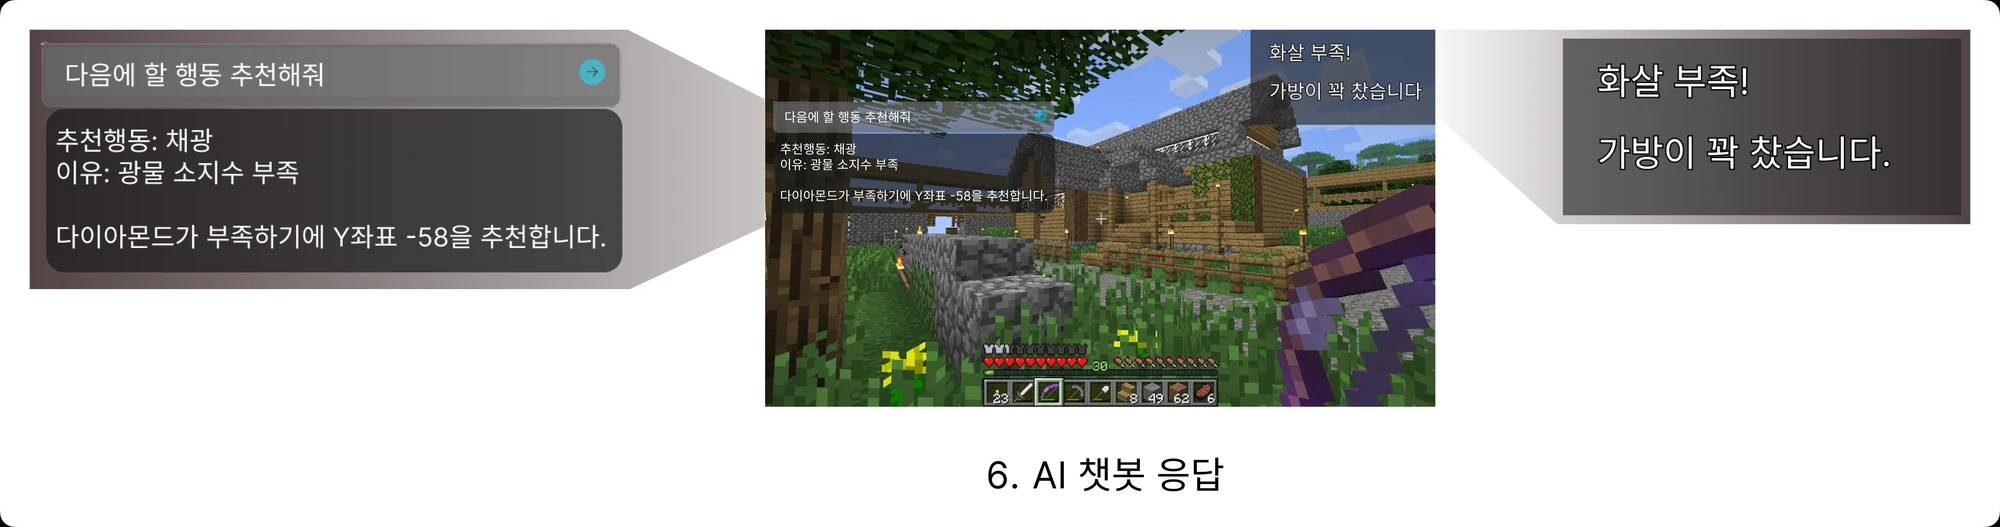 다음에 할 행동 추천해줘
추천행동: 채광
이유: 광물 소지수 부족
다이아몬드가 부족하기에 Y좌표 -58을 추천합니다.
화살 부족!
가방이 꽉 찼습니다
다음에 할 행동 추천해줘
추천행동: 채광
이유: 광물 소지수 부족
다이아몬드가 부족하기에 Y좌표 -58을 추천합니다.
30
23 8 49 62 6
화살 부족!
가방이 꽉 찼습니다.
6. AI 챗봇 응답